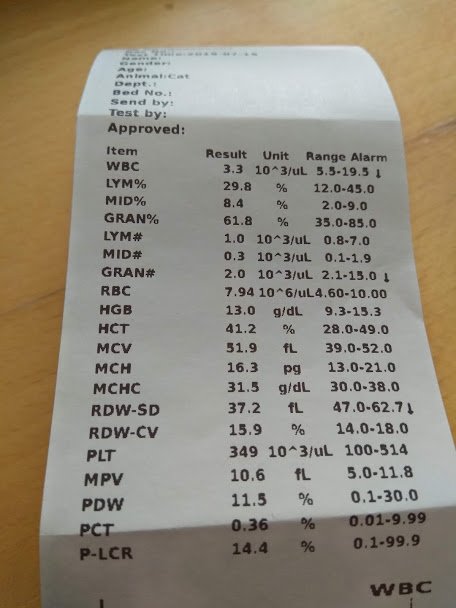 Test Time:2019-07-15
Name:
Gender:
Age:
Animal:Cat
Dept.:
Bed No.:
Send by:
Test by:
Approved:
Item Result Unit Range Alarm
WBC 3.3 10^3/uL 5.5-19.5 ↓
LYM% 29.8 % 12.0-45.0
MID% 8.4 % 2.0-9.0
GRAN% 61.8 % 35.0-85.0
LYM# 1.0 10^3/uL 0.8-7.0
MID# 0.3 10^3/uL 0.1-1.9
GRAN# 2.0 10^3/uL 2.1-15.0 ↓
RBC 7.94 10^6/uL 4.60-10.00
HGB 13.0 g/dL 9.3-15.3
HCT 41.2 % 28.0-49.0
MCV 51.9 fL 39.0-52.0
MCH 16.3 pg 13.0-21.0
MCHC 31.5 g/dL 30.0-38.0
RDW-SD 37.2 fL 47.0-62.7↓
RDW-CV 15.9 % 14.0-18.0
PLT 349 10^3/uL 100-514
MPV 10.6 fL 5.0-11.8
PDW 11.5 % 0.1-30.0
PCT 0.36 % 0.01-9.99
P-LCR 14.4 % 0.1-99.9
WBC